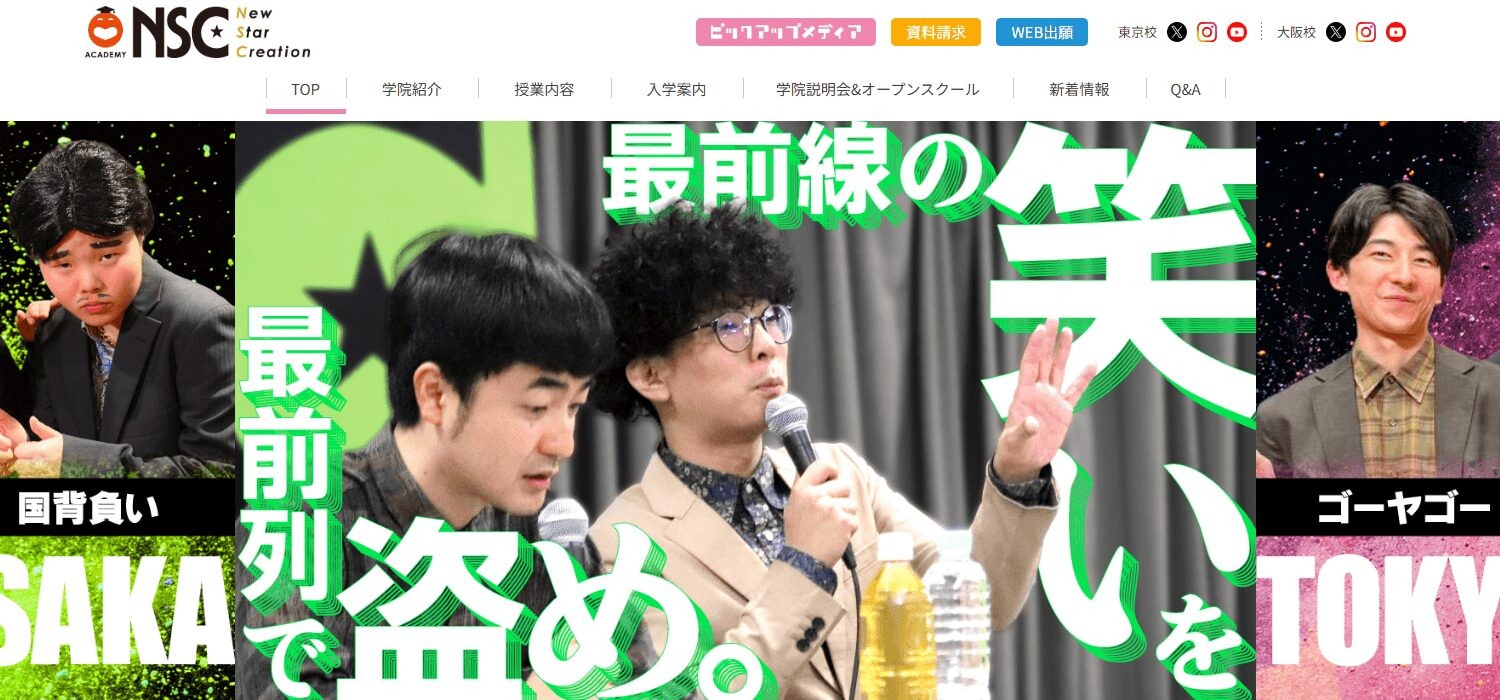 ACADEMY
NSC
New
Star
Creation
ピックアップメディア
資料請求
WEB出願
東京校
大阪校
TOP
学院紹介
授業内容
入学案内
学院説明会&オープンスクール
新着情報
Q&A
最前線の
笑いを
最前列で
盗め。
国背負い
SAKA
ゴーヤゴー
TOKY